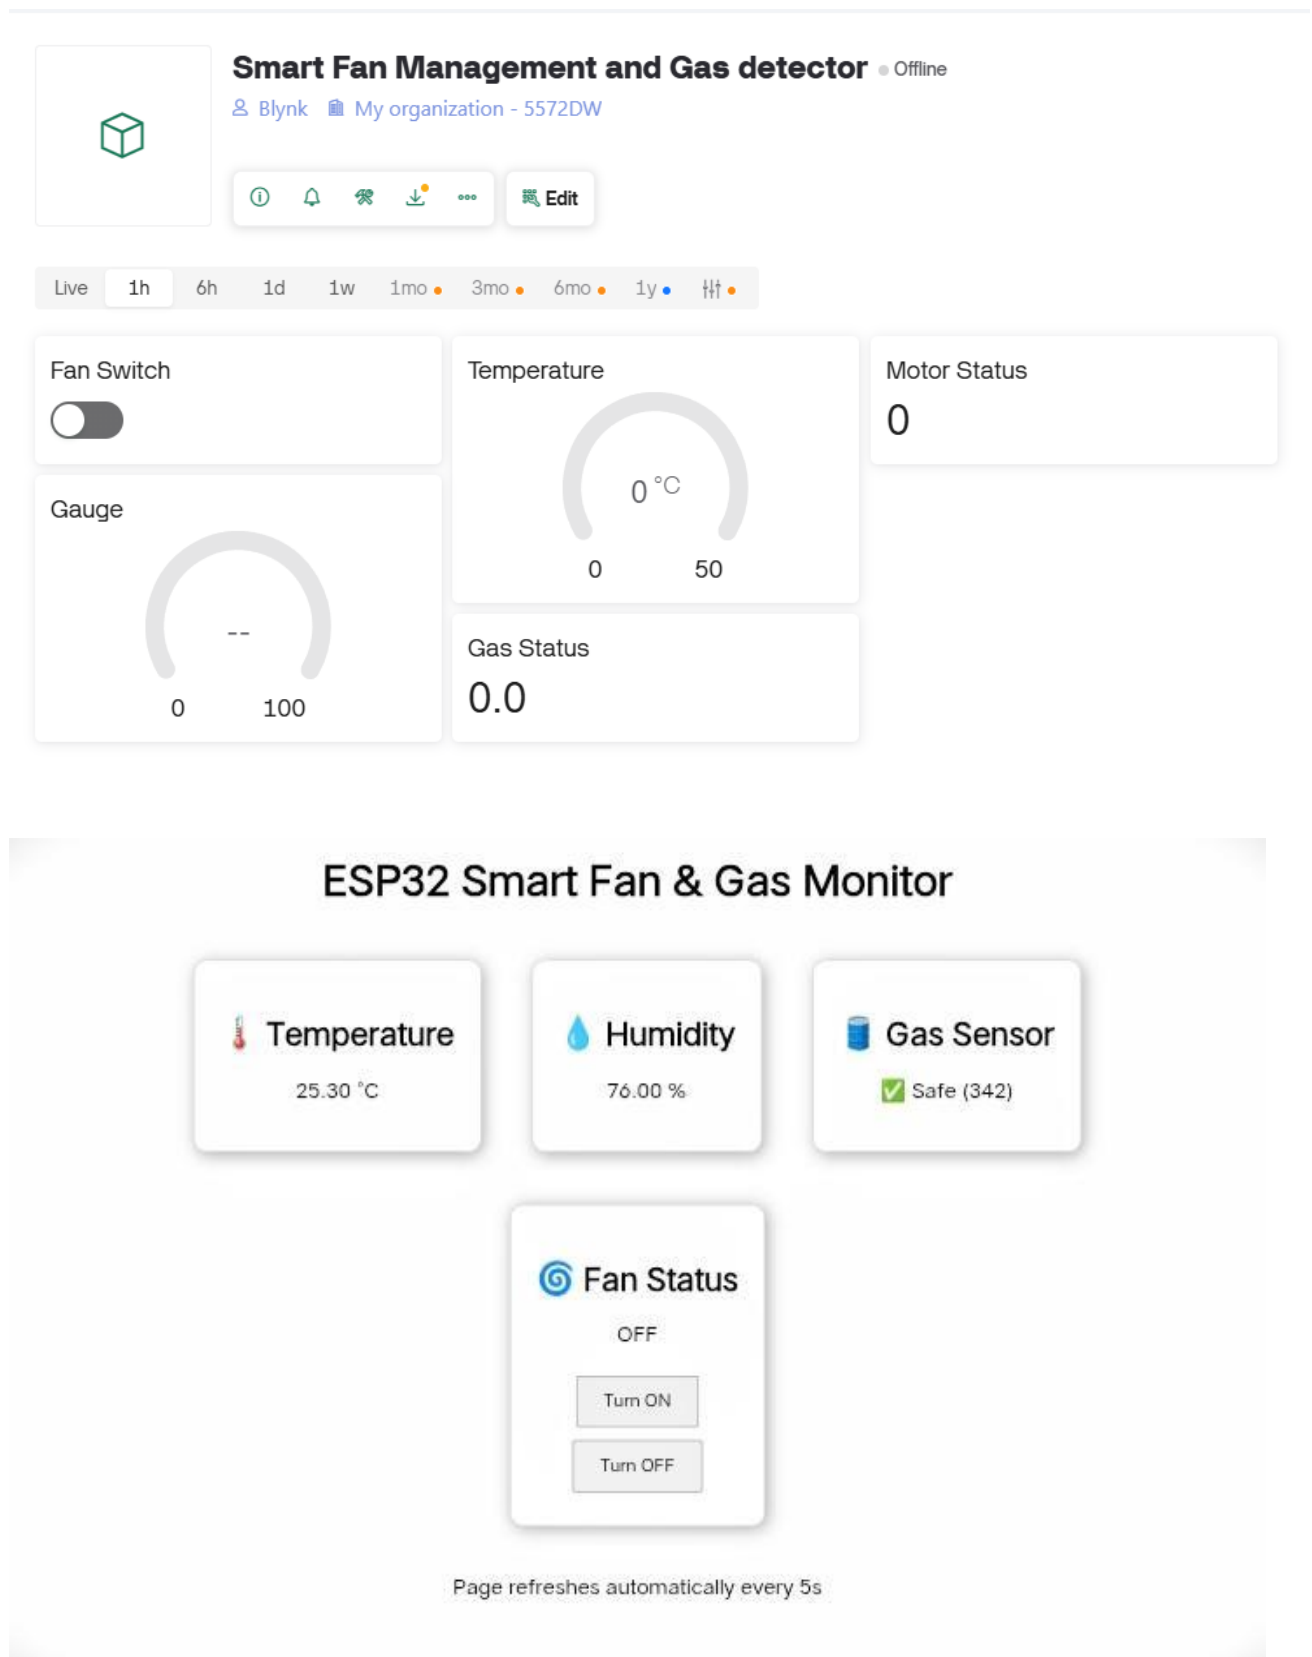 Smart Fan Management and Gas detector Offline
Blynk My organization - 5572DW
Edit
Live 1h 6h 1d 1w 1mo 3mo 6mo 1y
Fan Switch
Temperature
0 °C
0 50
Motor Status
0
Gauge
--
0 100
Gas Status
0.0
ESP32 Smart Fan & Gas Monitor
Temperature
25.30 °C
Humidity
76.00 %
Gas Sensor
✅ Safe (342)
Fan Status
OFF
Turn ON
Turn OFF
Page refreshes automatically every 5s